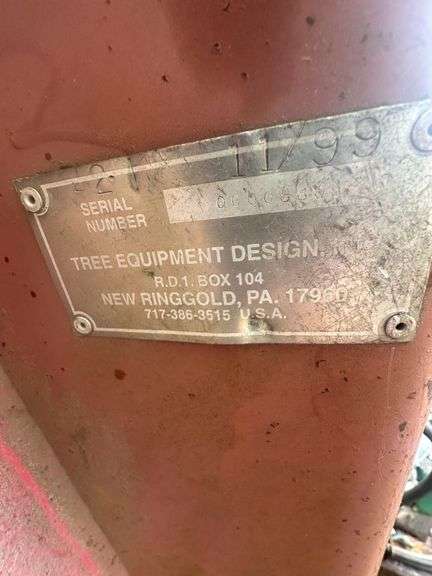 11/99
SERIAL
NUMBER
TREE EQUIPMENT DESIGN,
R.D.1. BOX 104
NEW RINGGOLD, PA. 17960
717-386-3515 U.S.A.